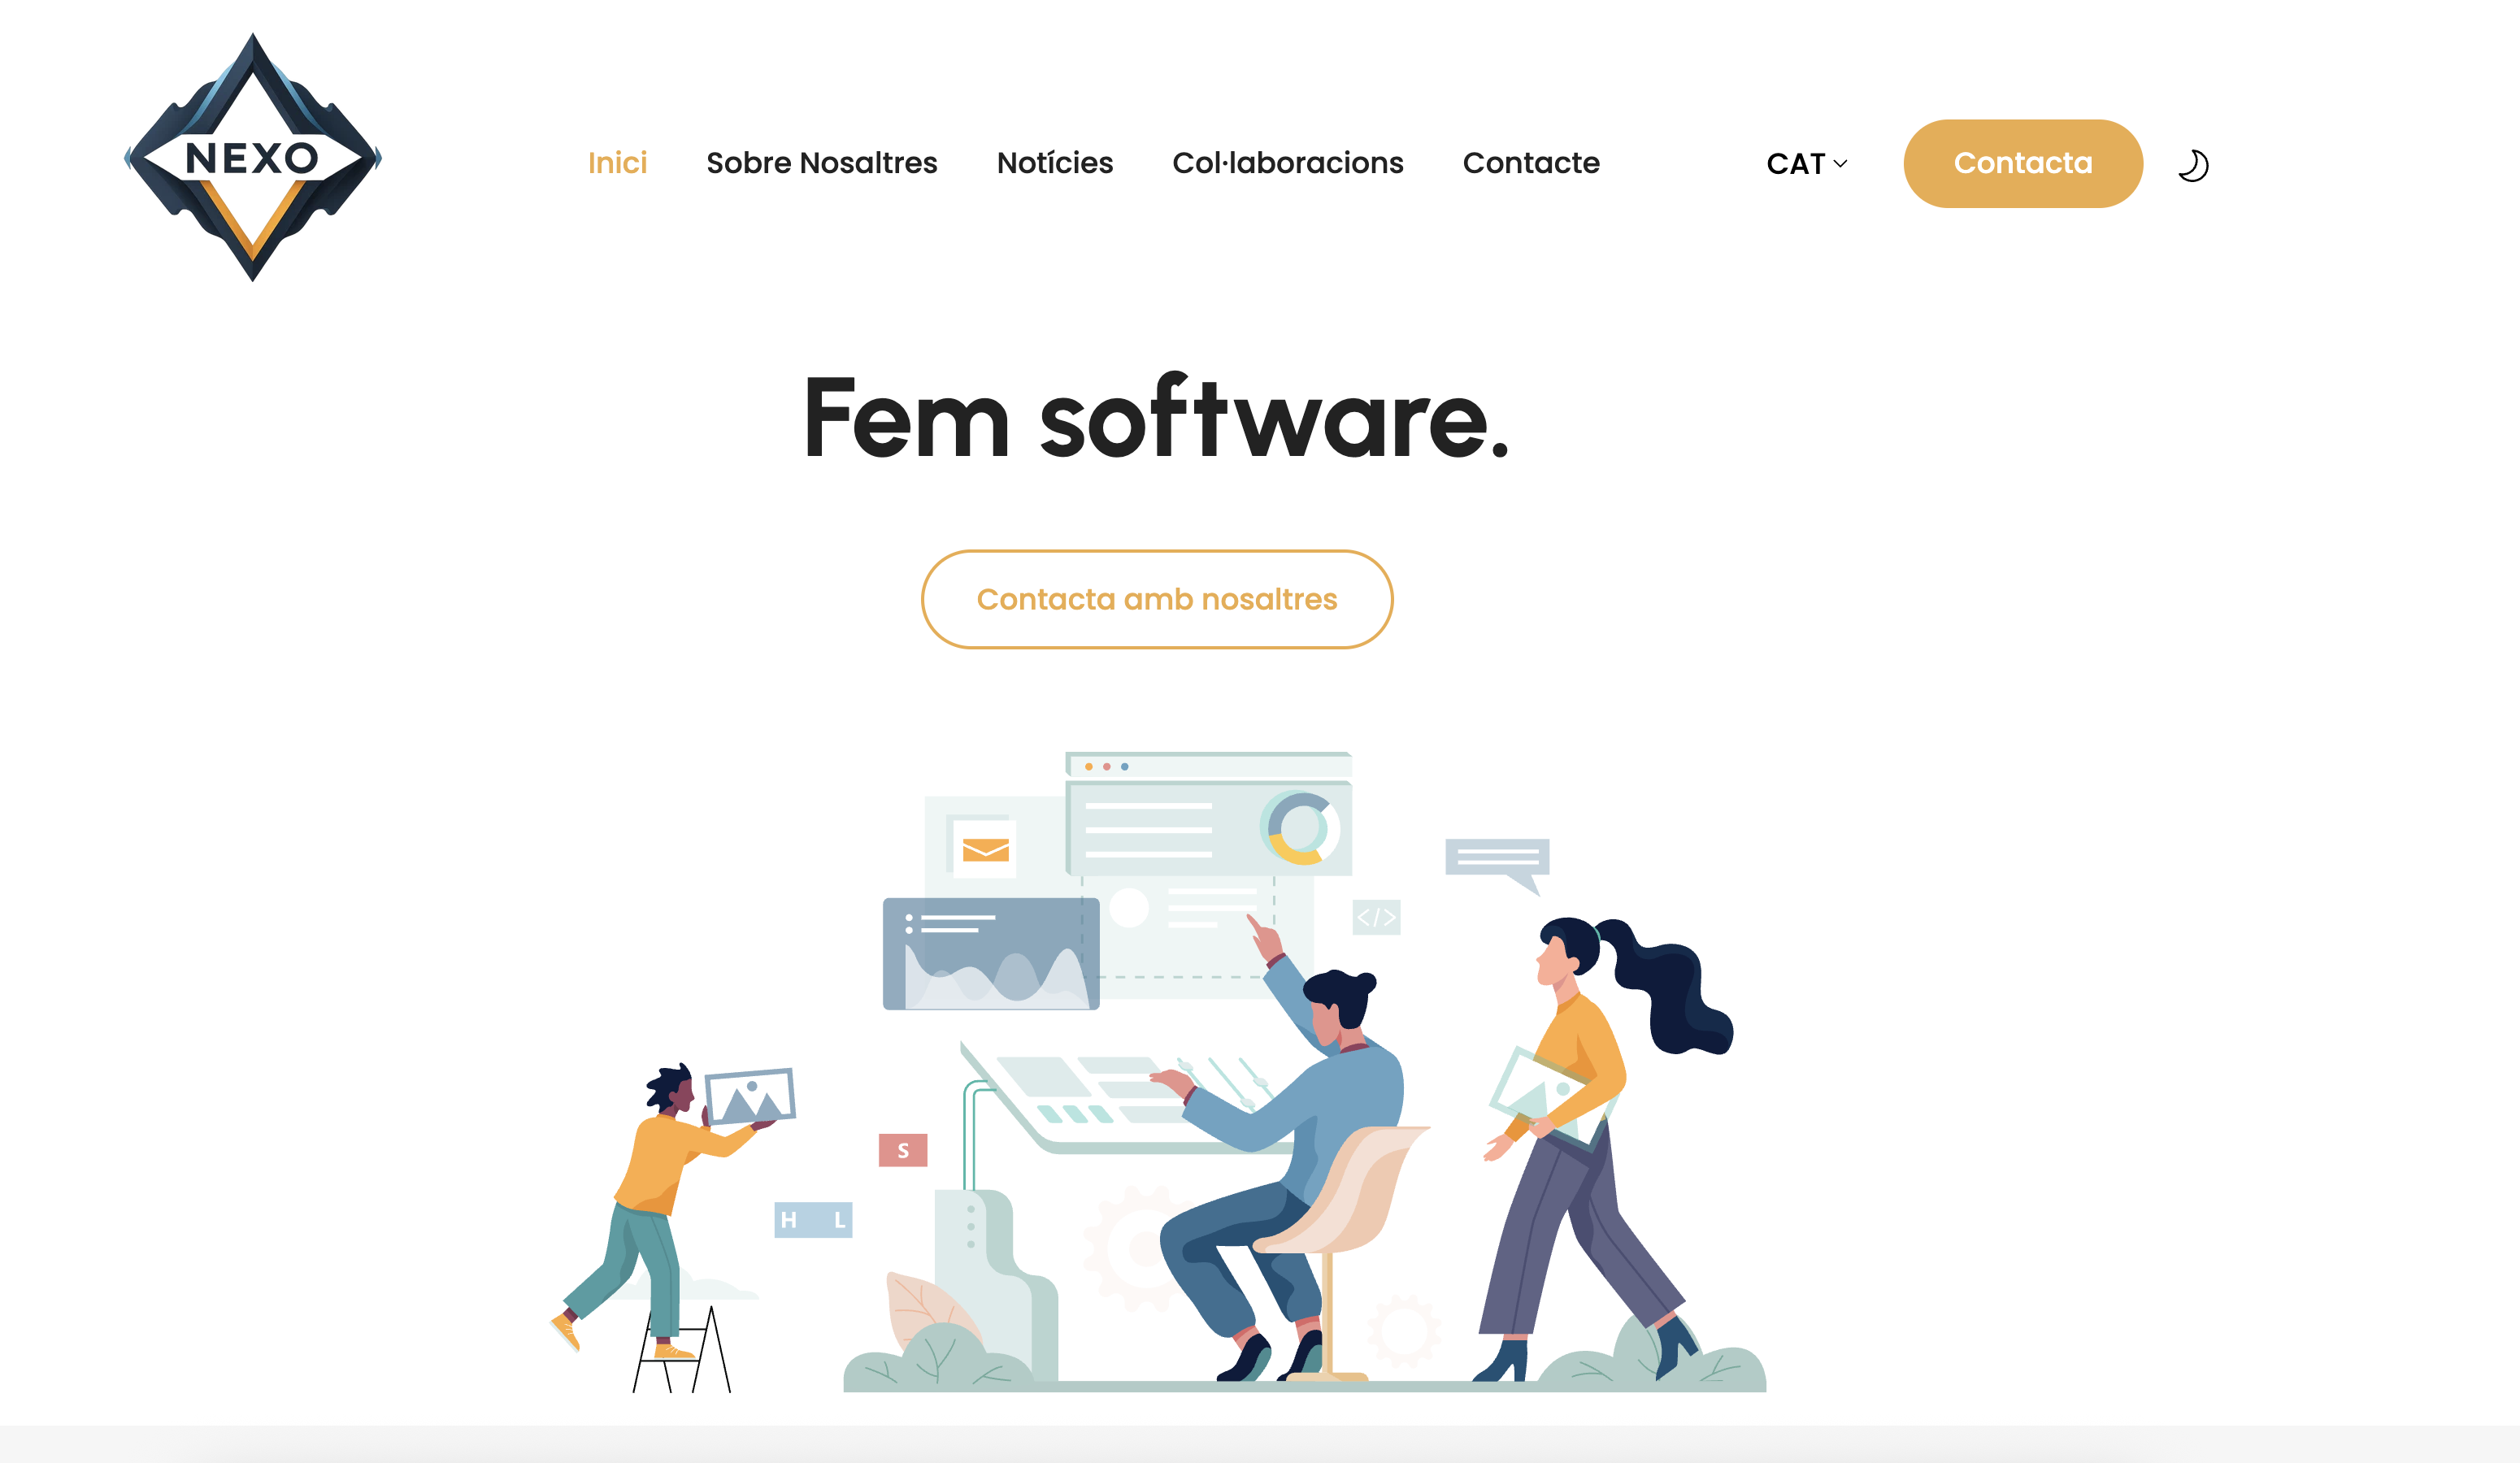 NEXO
Inici Sobre Nosaltres Notícies Col·laboracions Contacte CAT Contacta
Fem software.
Contacta amb nosaltres
</>
S
H L